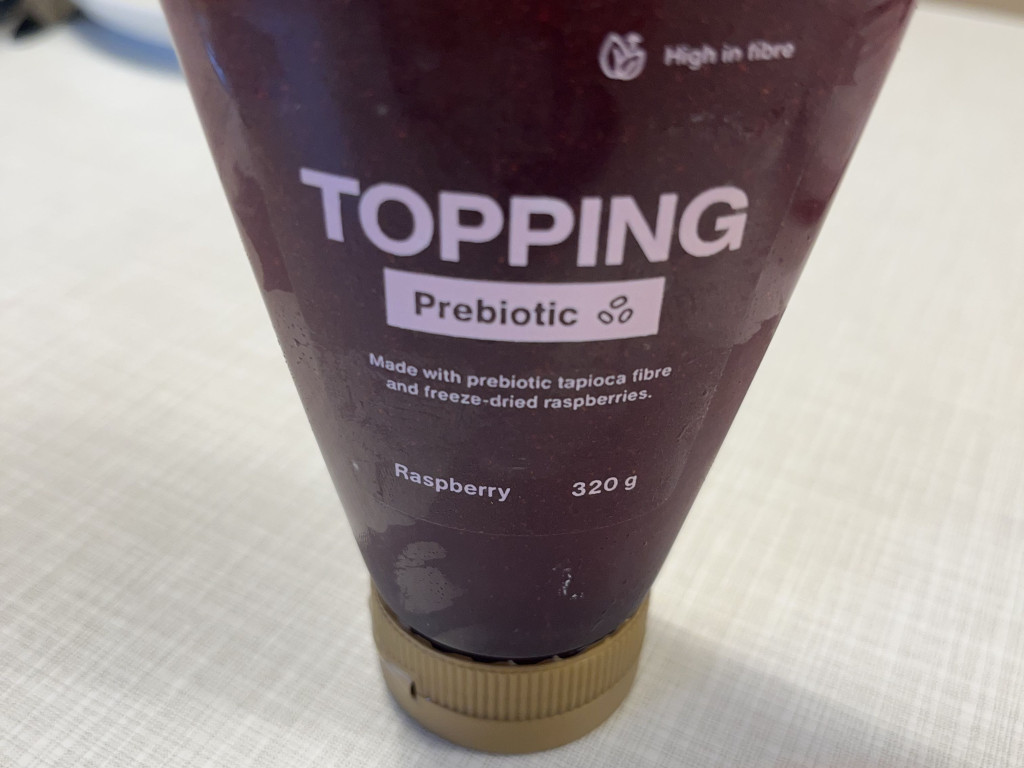 High in fibre
TOPPING
Prebiotic
Made with prebiotic tapioca fibre
and freeze-dried raspberries.
Raspberry 320 g